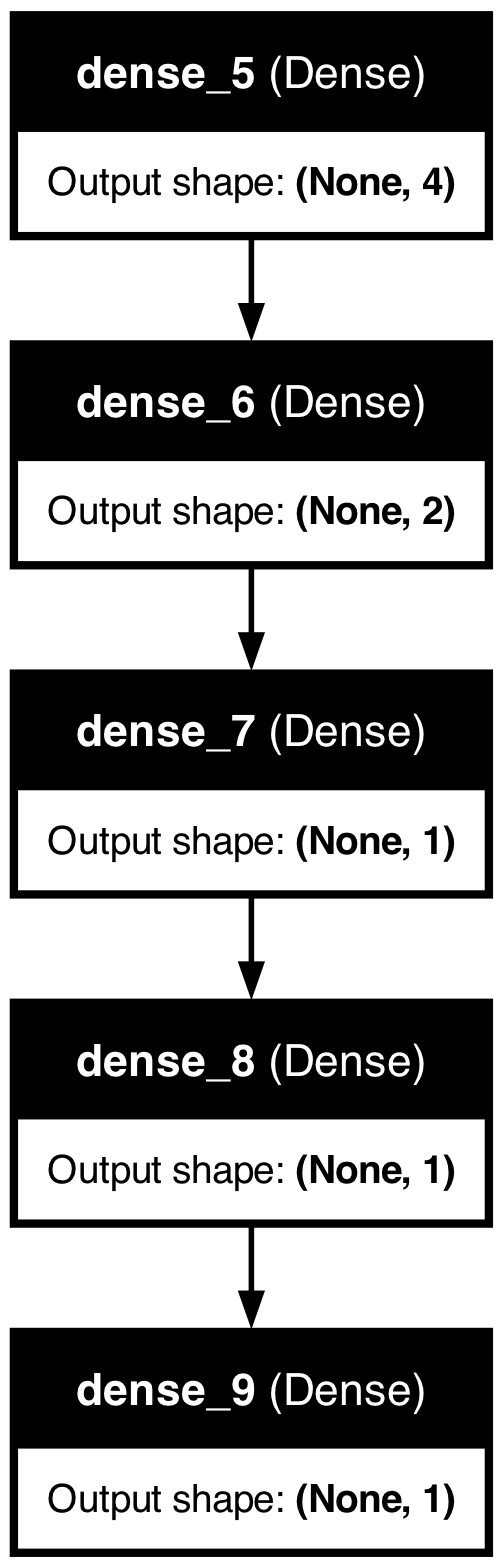 dense_5 (Dense)
Output shape: (None, 4)
dense_6 (Dense)
Output shape: (None, 2)
dense_7 (Dense)
Output shape: (None, 1)
dense_8 (Dense)
Output shape: (None, 1)
dense_9 (Dense)
Output shape: (None, 1)